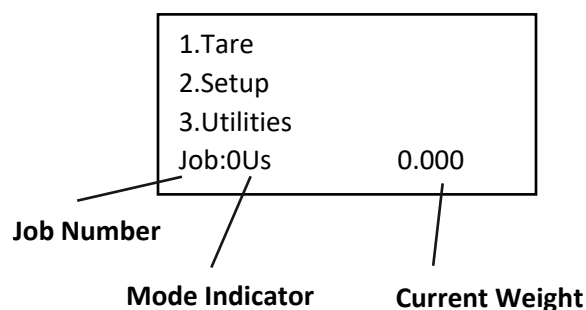 1.Tare
2.Setup
3.Utilities
Job:0Us 0.000
Job Number
Mode Indicator Current Weight